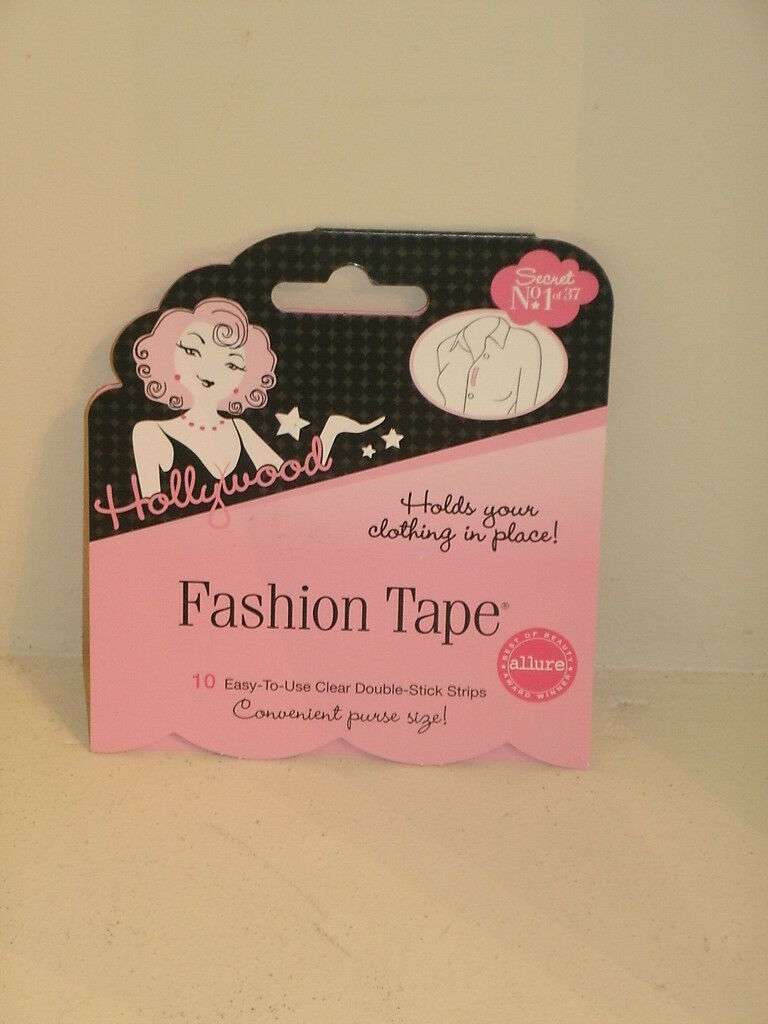 Secret
No1 of 37
Hollywood
Holds your
clothing in place!
Fashion Tape®
BEST OF BEAUTY
allure
AWARD WINNER
10 Easy-To-Use Clear Double-Stick Strips
Convenient purse size!